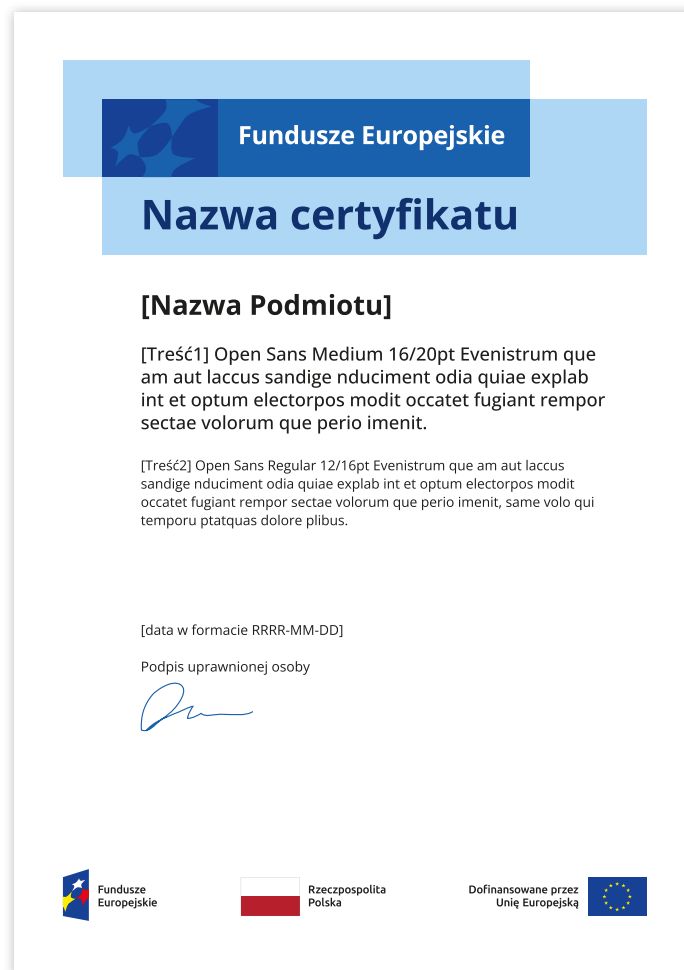 Fundusze Europejskie
Nazwa certyfikatu
[Nazwa Podmiotu]
[Treść1] Open Sans Medium 16/20pt Evenistrum que
am aut laccus sandige nduciment odia quiae explab
int et optum electorpos modit occatet fugiant rempor
sectae volorum que perio imenit.
[Treść2] Open Sans Regular 12/16pt Evenistrum que am aut laccus
sandige nduciment odia quiae explab int et optum electorpos modit
occatet fugiant rempor sectae volorum que perio imenit, same volo qui
temporu ptatquas dolore plibus.
[data w formacie RRRR-MM-DD]
Podpis uprawnionej osoby
Fundusze
Europejskie
Rzeczpospolita
Polska
Dofinansowane przez
Unię Europejską